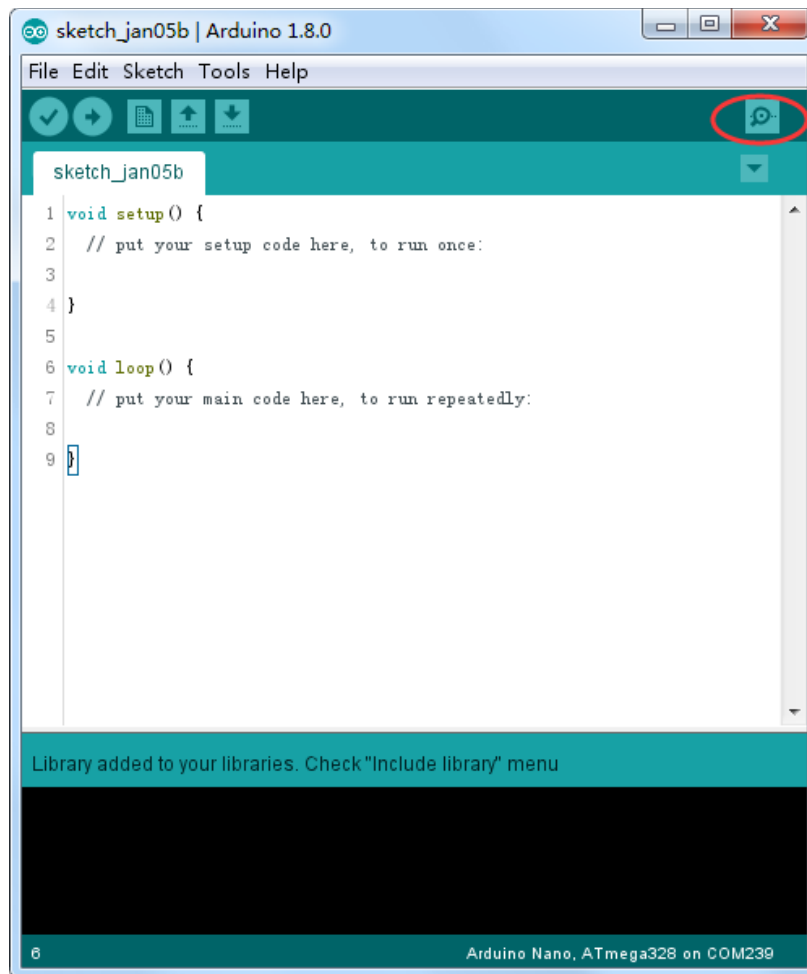 sketch_jan05b | Arduino 1.8.0
File Edit Sketch Tools Help
sketch_jan05b
1 void setup() {
2 // put your setup code here, to run once:
3
4 }
5
6 void loop() {
7 // put your main code here, to run repeatedly:
8
9 }
Library added to your libraries. Check "Include library" menu
6 Arduino Nano, ATmega328 on COM239